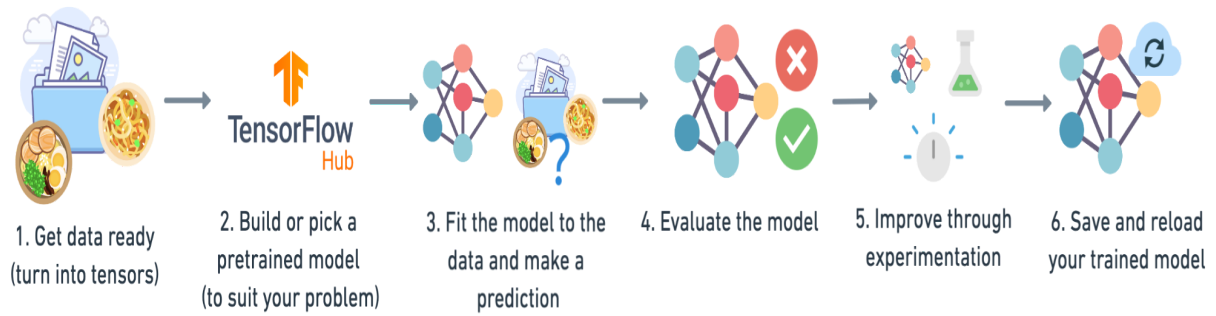 TensorFlow
Hub
1. Get data ready
(turn into tensors)
2. Build or pick a
pretrained model
(to suit your problem)
3. Fit the model to the
data and make a
prediction
4. Evaluate the model
5. Improve through
experimentation
6. Save and reload
your trained model